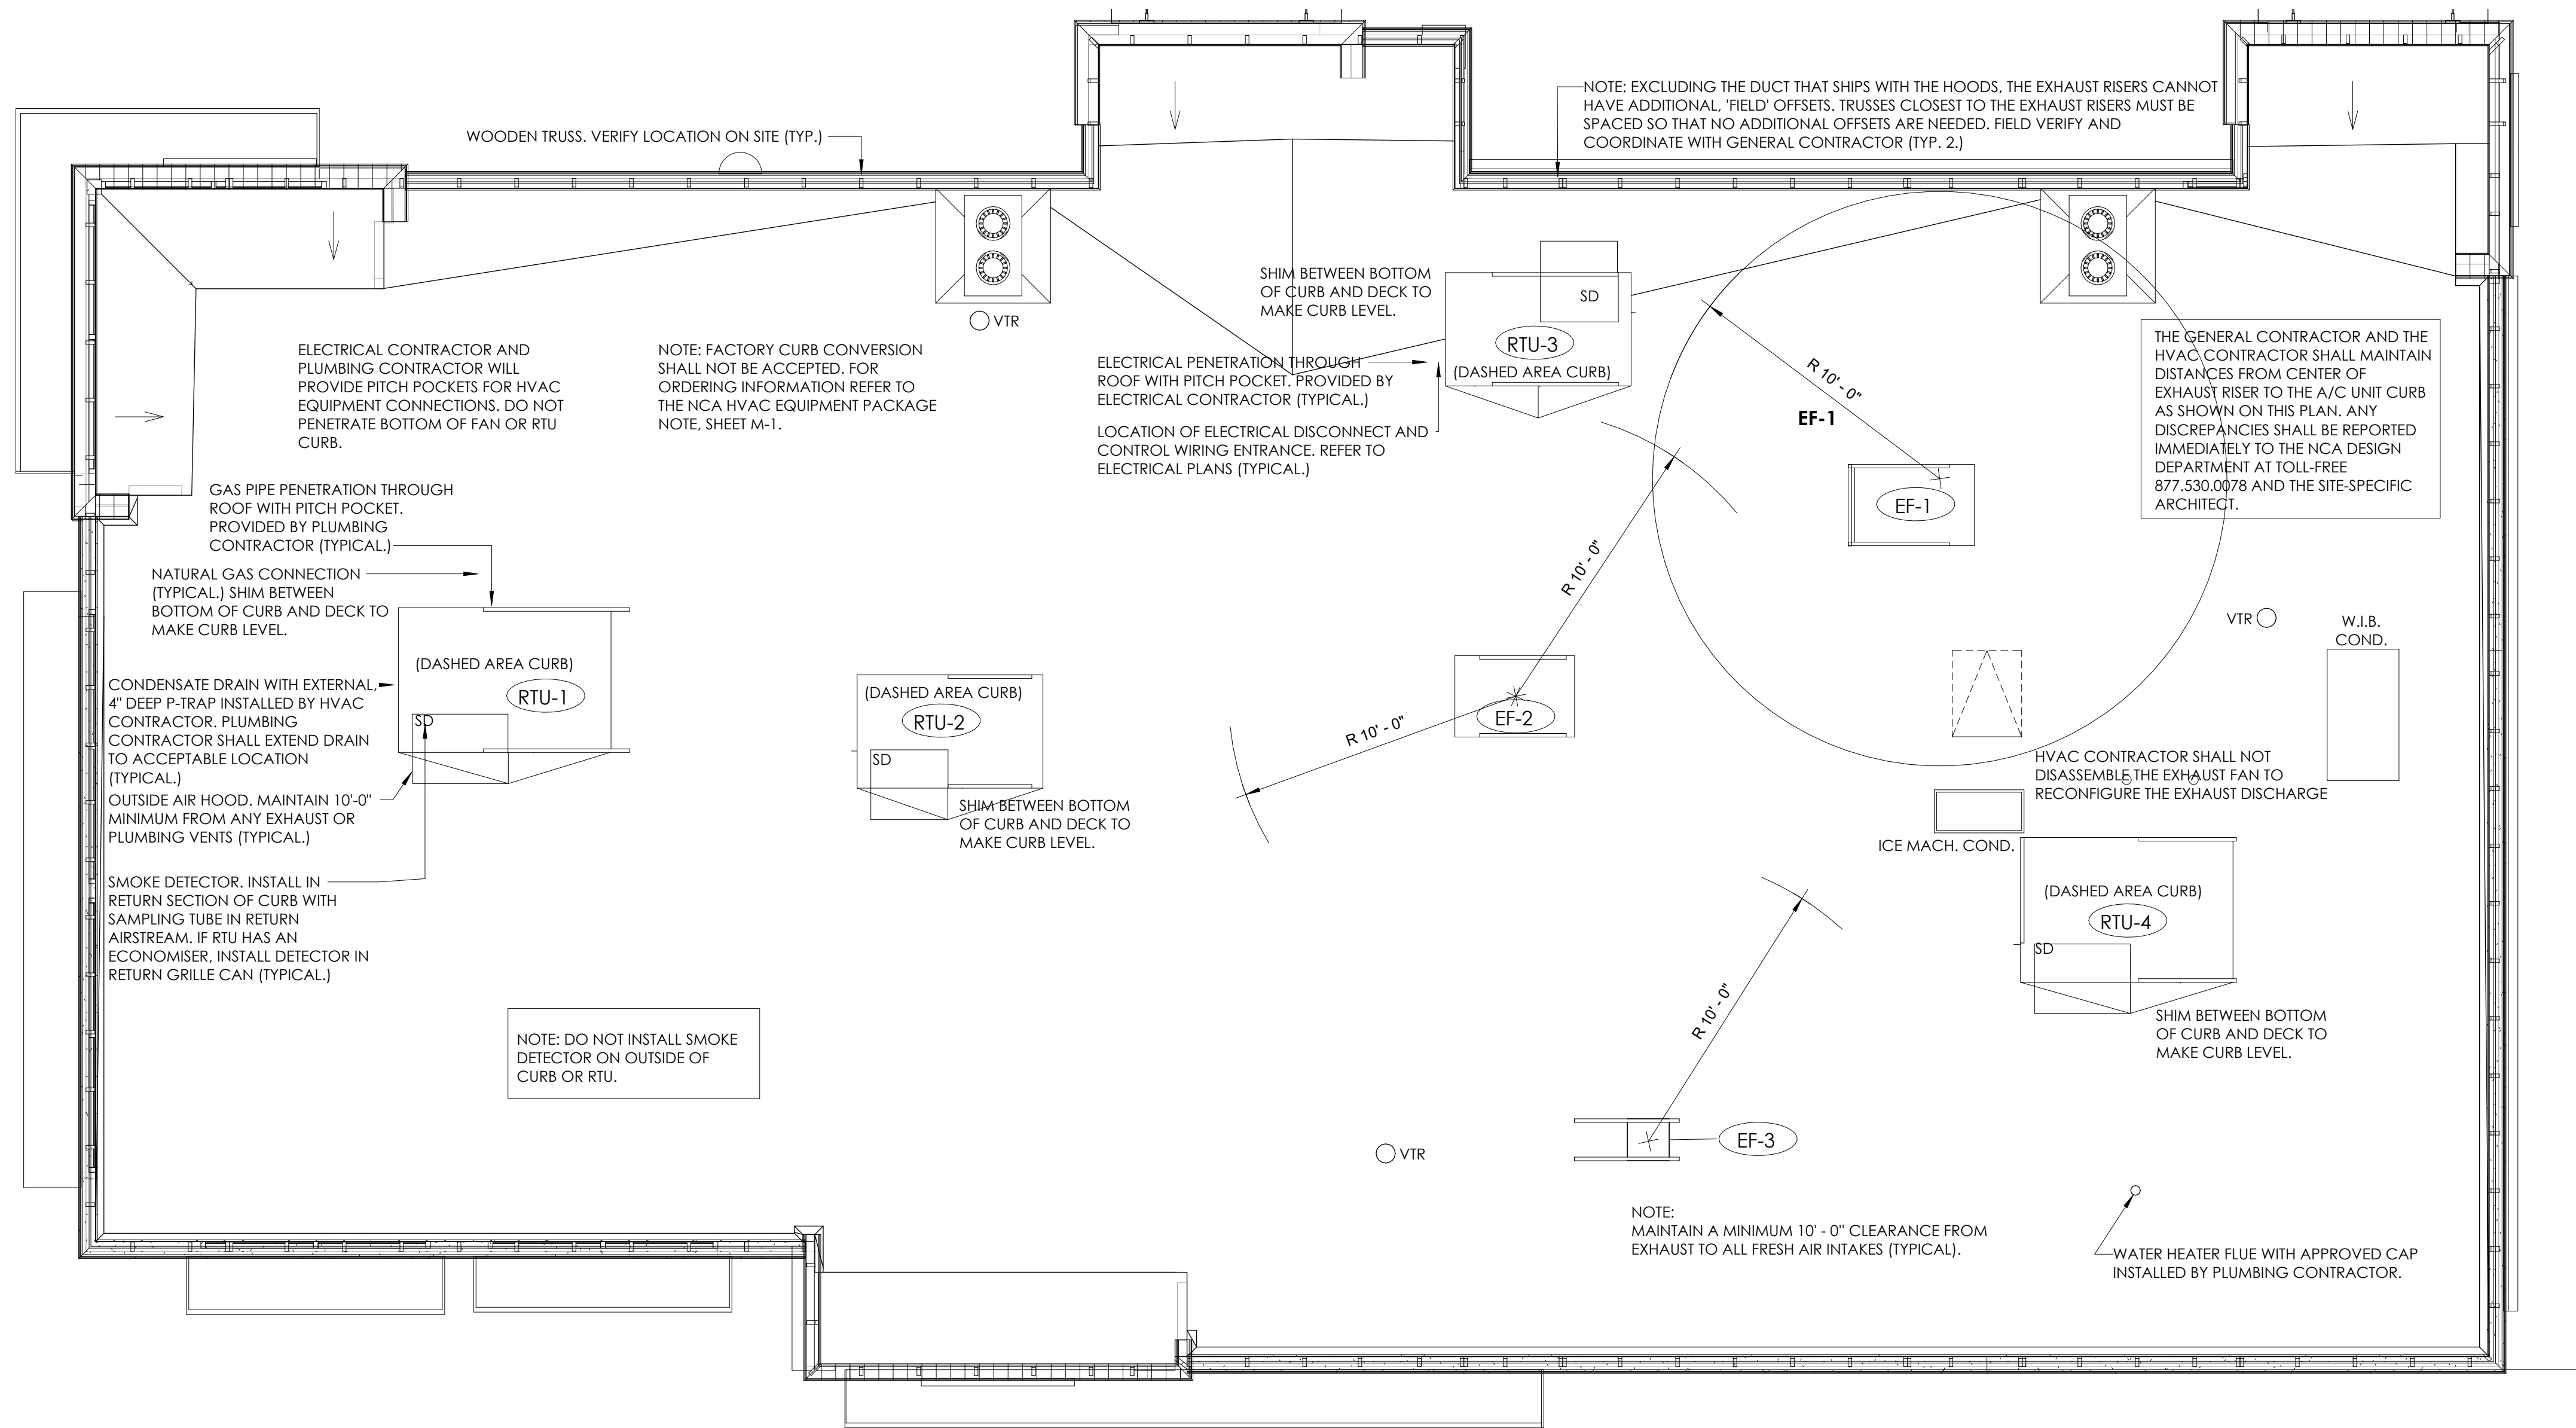 NOTE: EXCLUDING THE DUCT THAT SHIPS WITH THE HOODS, THE EXHAUST RISERS CANNOT
HAVE ADDITIONAL, 'FIELD' OFFSETS. TRUSSES CLOSEST TO THE EXHAUST RISERS MUST BE
SPACED SO THAT NO ADDITIONAL OFFSETS ARE NEEDED. FIELD VERIFY AND
COORDINATE WITH GENERAL CONTRACTOR (TYP. 2.)
WOODEN TRUSS. VERIFY LOCATION ON SITE (TYP.)
VTR
ELECTRICAL CONTRACTOR AND
PLUMBING CONTRACTOR WILL
PROVIDE PITCH POCKETS FOR HVAC
EQUIPMENT CONNECTIONS. DO NOT
PENETRATE BOTTOM OF FAN OR RTU
CURB.
NOTE: FACTORY CURB CONVERSION
SHALL NOT BE ACCEPTED. FOR
ORDERING INFORMATION REFER TO
THE NCA HVAC EQUIPMENT PACKAGE
NOTE, SHEET M-1.
SHIM BETWEEN BOTTOM
OF CURB AND DECK TO
MAKE CURB LEVEL.
SD
RTU-3
(DASHED AREA CURB)
ELECTRICAL PENETRATION THROUGH
ROOF WITH PITCH POCKET. PROVIDED BY
ELECTRICAL CONTRACTOR (TYPICAL.)
LOCATION OF ELECTRICAL DISCONNECT AND
CONTROL WIRING ENTRANCE. REFER TO
ELECTRICAL PLANS (TYPICAL.)
R 10' - 0"
EF-1
EF-1
THE GENERAL CONTRACTOR AND THE
HVAC CONTRACTOR SHALL MAINTAIN
DISTANCES FROM CENTER OF
EXHAUST RISER TO THE A/C UNIT CURB
AS SHOWN ON THIS PLAN. ANY
DISCREPANCIES SHALL BE REPORTED
IMMEDIATELY TO THE NCA DESIGN
DEPARTMENT AT TOLL-FREE
877.530.0078 AND THE SITE-SPECIFIC
ARCHITECT.
GAS PIPE PENETRATION THROUGH
ROOF WITH PITCH POCKET.
PROVIDED BY PLUMBING
CONTRACTOR (TYPICAL.)
NATURAL GAS CONNECTION
(TYPICAL.) SHIM BETWEEN
BOTTOM OF CURB AND DECK TO
MAKE CURB LEVEL.
(DASHED AREA CURB)
RTU-1
SD
CONDENSATE DRAIN WITH EXTERNAL,
4" DEEP P-TRAP INSTALLED BY HVAC
CONTRACTOR. PLUMBING
CONTRACTOR SHALL EXTEND DRAIN
TO ACCEPTABLE LOCATION
(TYPICAL.)
OUTSIDE AIR HOOD. MAINTAIN 10'-0"
MINIMUM FROM ANY EXHAUST OR
PLUMBING VENTS (TYPICAL.)
SMOKE DETECTOR. INSTALL IN
RETURN SECTION OF CURB WITH
SAMPLING TUBE IN RETURN
AIRSTREAM. IF RTU HAS AN
ECONOMISER, INSTALL DETECTOR IN
RETURN GRILLE CAN (TYPICAL.)
(DASHED AREA CURB)
RTU-2
SD
SHIM BETWEEN BOTTOM
OF CURB AND DECK TO
MAKE CURB LEVEL.
R 10' - 0"
R 10' - 0"
EF-2
VTR
W.I.B.
COND.
HVAC CONTRACTOR SHALL NOT
DISASSEMBLE THE EXHAUST FAN TO
RECONFIGURE THE EXHAUST DISCHARGE
ICE MACH. COND.
(DASHED AREA CURB)
RTU-4
SD
SHIM BETWEEN BOTTOM
OF CURB AND DECK TO
MAKE CURB LEVEL.
NOTE: DO NOT INSTALL SMOKE
DETECTOR ON OUTSIDE OF
CURB OR RTU.
R 10' - 0"
EF-3
VTR
NOTE:
MAINTAIN A MINIMUM 10' - 0" CLEARANCE FROM
EXHAUST TO ALL FRESH AIR INTAKES (TYPICAL).
WATER HEATER FLUE WITH APPROVED CAP
INSTALLED BY PLUMBING CONTRACTOR.